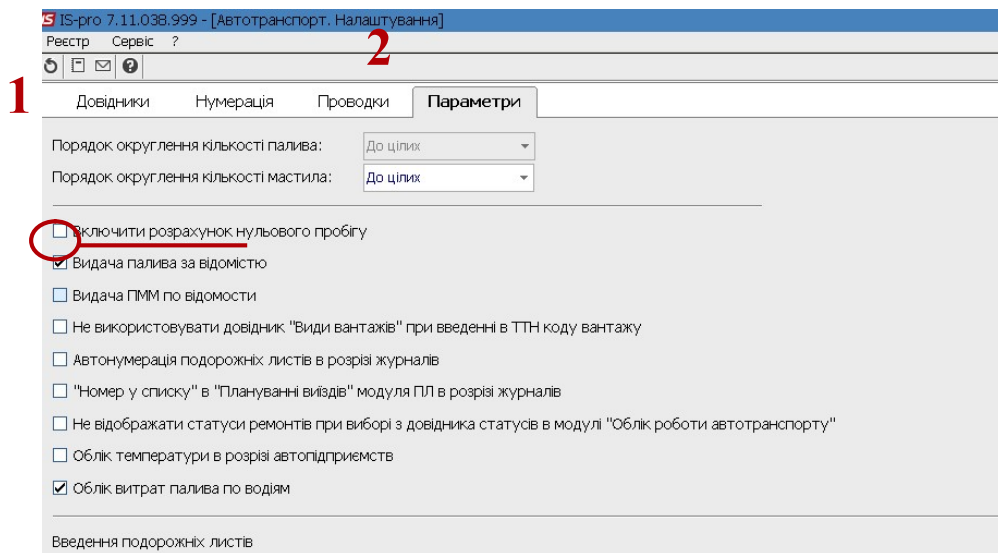 IS-pro 7.11.038.999 - [Автотранспорт. Налаштування]
Реєстр Сервіс ?
2
1
Довідники Нумерація Проводки Параметри
Порядок округлення кількості палива: До цілих
Порядок округлення кількості мастила: До цілих
Включити розрахунок нульового пробігу
Видача палива за відомістю
Видача ПММ по відомости
Не використовувати довідник "Види вантажів" при введенні в ТТН коду вантажу
Автонумерація подорожніх листів в розрізі журналів
"Номер у списку" в "Плануванні виїздів" модуля ПЛ в розрізі журналів
Не відображати статуси ремонтів при виборі з довідника статусів в модулі "Облік роботи автотранспорту"
Облік температури в розрізі автопідприємств
Облік витрат палива по водіям
Введення подорожніх листів